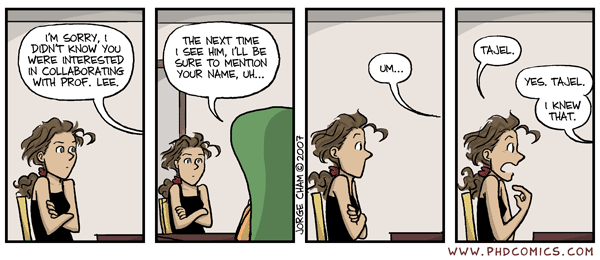 I'M SORRY, I
DIDN'T KNOW YOU
WERE INTERESTED
IN COLLABORATING
WITH PROF. LEE.
THE NEXT TIME
I SEE HIM, I'LL BE
SURE TO MENTION
YOUR NAME, UH...
JORGE CHAM © 2007
UM...
TAJEL.
YES. TAJEL.
I KNEW
THAT.
WWW.PHDCOMICS.COM